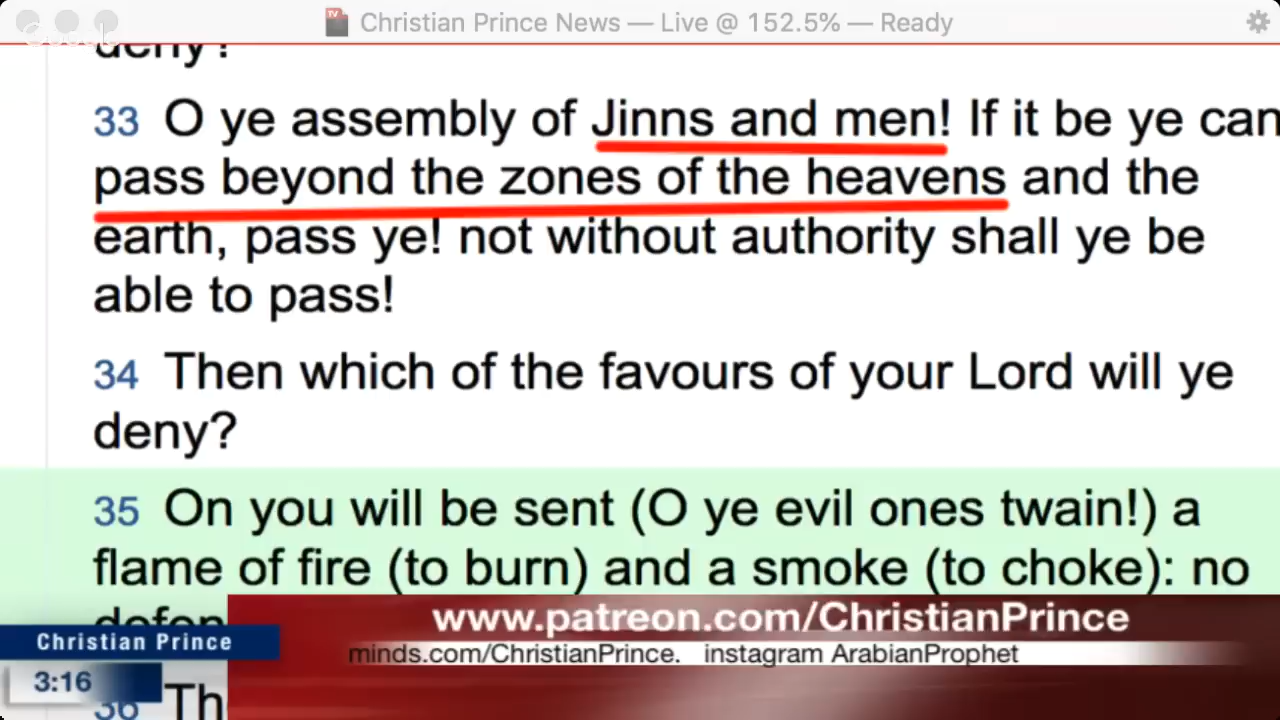 Christian Prince News — Live @ 152.5% — Ready
Google
deny?
33 O ye assembly of Jinns and men! If it be ye can
pass beyond the zones of the heavens and the
earth, pass ye! not without authority shall ye be
able to pass!
34 Then which of the favours of your Lord will ye
deny?
35 On you will be sent (O ye evil ones twain!) a
flame of fire (to burn) and a smoke (to choke): no
www.patreon.com/ChristianPrince
Christian Prince
minds.com/ChristianPrince. instagram ArabianProphet
3:16
36 Th